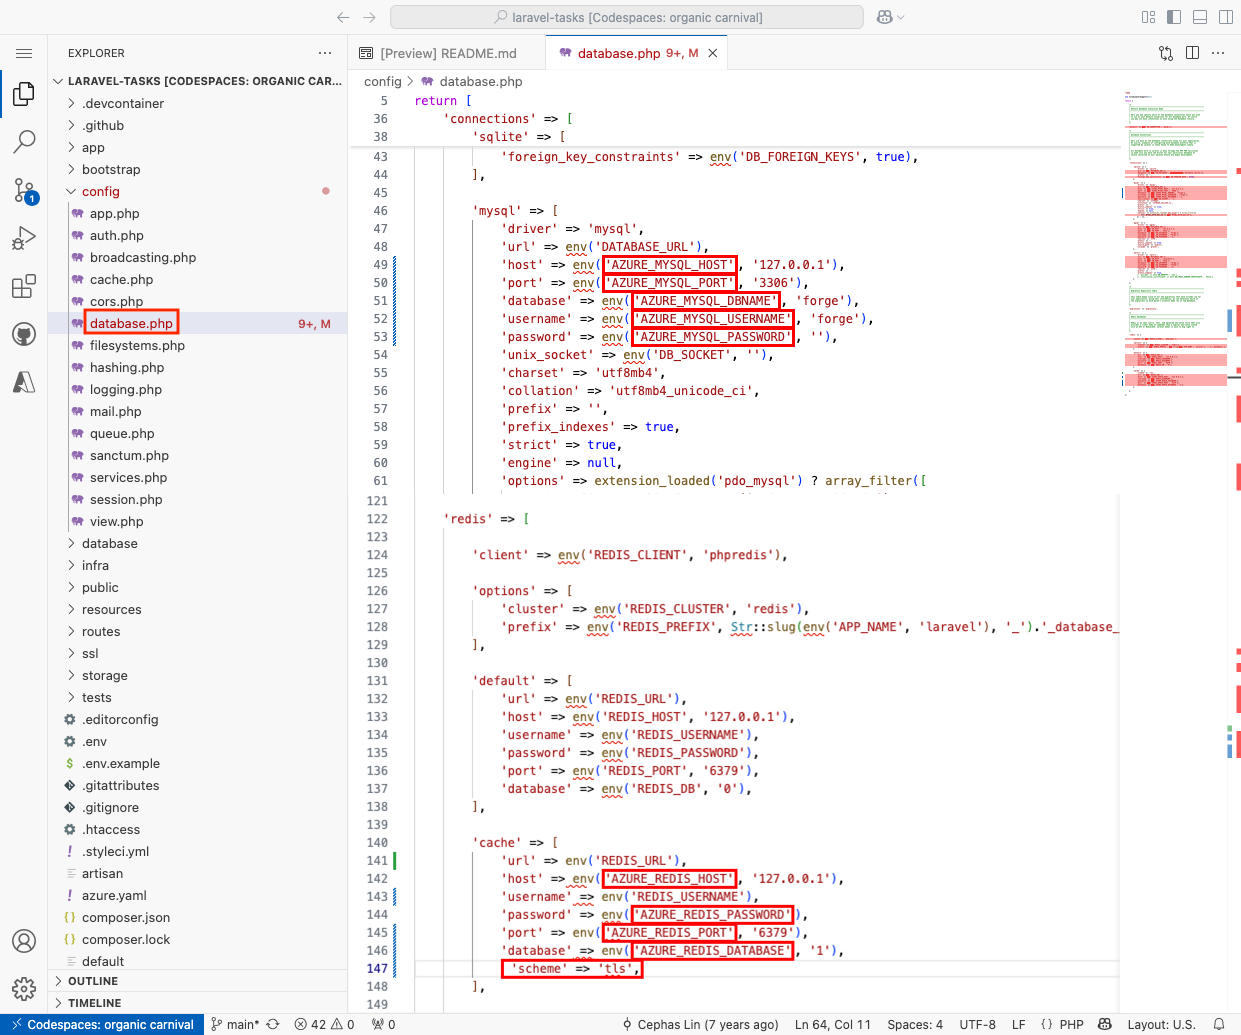 laravel-tasks [Codespaces: organic carnival]
EXPLORER
LARAVEL-TASKS [CODESPACES: ORGANIC CAR...
.devcontainer
.github
app
bootstrap
config
app.php
auth.php
broadcasting.php
cache.php
cors.php
database.php 9+, M
filesystems.php
hashing.php
logging.php
mail.php
queue.php
sanctum.php
services.php
session.php
view.php
database
infra
public
resources
routes
ssl
storage
tests
.editorconfig
.env
.env.example
.gitattributes
.gitignore
.htaccess
.styleci.yml
artisan
azure.yaml
composer.json
composer.lock
default
OUTLINE
TIMELINE
1
[Preview] README.md
database.php 9+, M
config > database.php
5 return [
36 'connections' => [
38 'sqlite' => [
43 'foreign_key_constraints' => env('DB_FOREIGN_KEYS', true),
44 ],
45
46 'mysql' => [
47 'driver' => 'mysql',
48 'url' => env('DATABASE_URL'),
49 'host' => env('AZURE_MYSQL_HOST', '127.0.0.1'),
50 'port' => env('AZURE_MYSQL_PORT', '3306'),
51 'database' => env('AZURE_MYSQL_DBNAME', 'forge'),
52 'username' => env('AZURE_MYSQL_USERNAME', 'forge'),
53 'password' => env('AZURE_MYSQL_PASSWORD', ''),
54 'unix_socket' => env('DB_SOCKET', ''),
55 'charset' => 'utf8mb4',
56 'collation' => 'utf8mb4_unicode_ci',
57 'prefix' => '',
58 'prefix_indexes' => true,
59 'strict' => true,
60 'engine' => null,
61 'options' => extension_loaded('pdo_mysql') ? array_filter([
121
122 'redis' => [
123
124 'client' => env('REDIS_CLIENT', 'phpredis'),
125
126 'options' => [
127 'cluster' => env('REDIS_CLUSTER', 'redis'),
128 'prefix' => env('REDIS_PREFIX', Str::slug(env('APP_NAME', 'laravel'), '_').'_database_
129 ],
130
131 'default' => [
132 'url' => env('REDIS_URL'),
133 'host' => env('REDIS_HOST', '127.0.0.1'),
134 'username' => env('REDIS_USERNAME'),
135 'password' => env('REDIS_PASSWORD'),
136 'port' => env('REDIS_PORT', '6379'),
137 'database' => env('REDIS_DB', '0'),
138 ],
139
140 'cache' => [
141 'url' => env('REDIS_URL'),
142 'host' => env('AZURE_REDIS_HOST', '127.0.0.1'),
143 'username' => env('REDIS_USERNAME'),
144 'password' => env('AZURE_REDIS_PASSWORD'),
145 'port' => env('AZURE_REDIS_PORT', '6379'),
146 'database' => env('AZURE_REDIS_DATABASE', '1'),
147 'scheme' => 'tls',
148 ],
149
Codespaces: organic carnival main* 42 0 0 Cephas Lin (7 years ago) Ln 64, Col 11 Spaces: 4 UTF-8 LF {} PHP Layout: U.S.